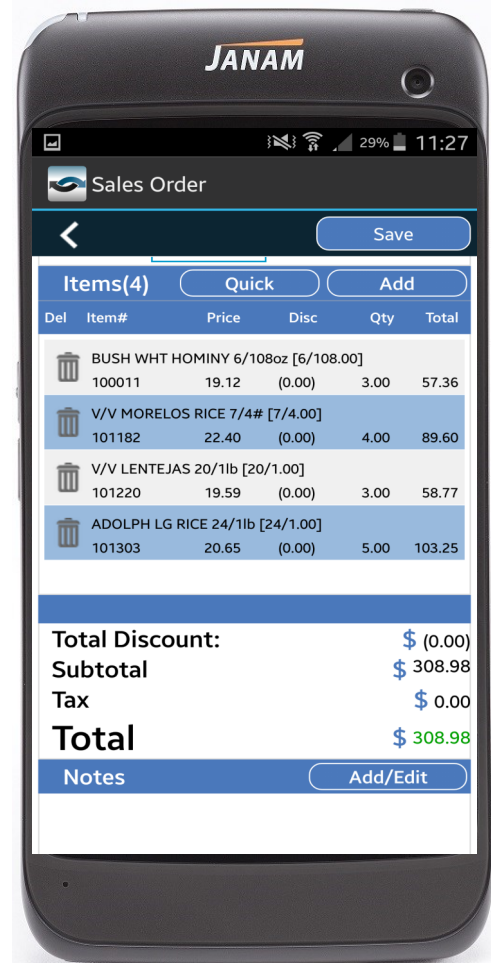 JANAM
29% 11:27
Sales Order
Save
Items(4) Quick Add
Del Item# Price Disc Qty Total
BUSH WHT HOMINY 6/108oz [6/108.00]
100011 19.12 (0.00) 3.00 57.36
V/V MORELOS RICE 7/4# [7/4.00]
101182 22.40 (0.00) 4.00 89.60
V/V LENTEJAS 20/1lb [20/1.00]
101220 19.59 (0.00) 3.00 58.77
ADOLPH LG RICE 24/1lb [24/1.00]
101303 20.65 (0.00) 5.00 103.25
Total Discount: $ (0.00)
Subtotal $ 308.98
Tax $ 0.00
Total $ 308.98
Notes Add/Edit